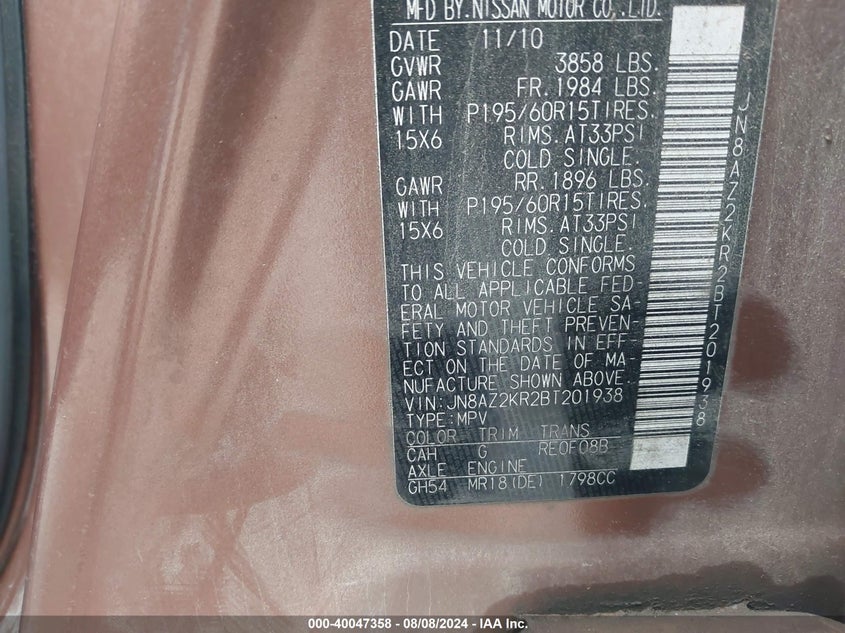 MFD BY.NISSAN MOTOR CO.,LTD.
DATE 11/10
GVWR 3858 LBS.
GAWR FR.1984 LBS.
WITH P195/60R15TIRES.
15X6 RIMS.AT33PSI
COLD SINGLE.
GAWR RR.1896 LBS.
WITH P195/60R15TIRES.
15X6 RIMS.AT33PSI
COLD SINGLE.
THIS VEHICLE CONFORMS
TO ALL APPLICABLE FED-
ERAL MOTOR VEHICLE SA-
FETY AND THEFT PREVEN-
TION STANDARDS IN EFF-
ECT ON THE DATE OF MA-
NUFACTURE SHOWN ABOVE.
VIN:JN8AZ2KR2BT201938
TYPE:MPV
COLOR TRIM TRANS
CAH G RE0F08B
AXLE ENGINE
GH54 MR18(DE) 1798CC
JN8AZ2KR2BT201938
000-40047358 - 08/08/2024 - IAA Inc.